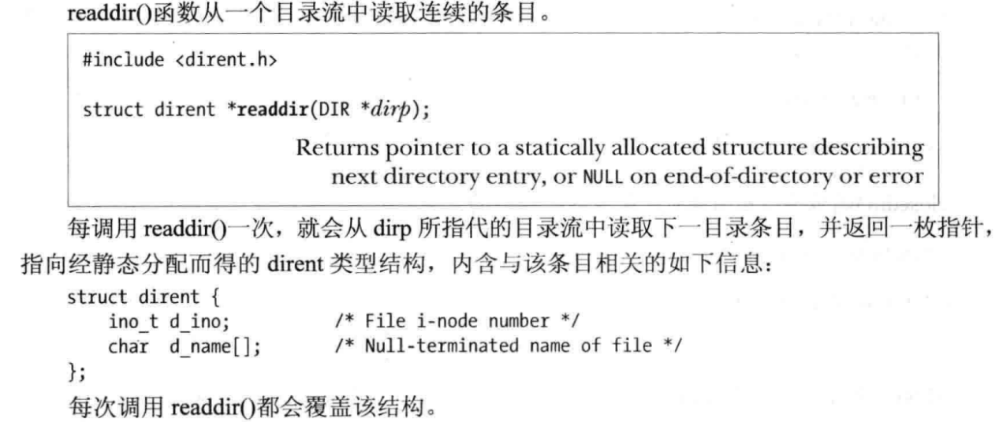 readdir()函数从一个目录流中读取连续的条目。
#include <dirent.h>
struct dirent *readdir(DIR *dirp);
Returns pointer to a statically allocated structure describing
next directory entry, or NULL on end-of-directory or error
每调用 readdir()一次，就会从 dirp 所指代的目录流中读取下一目录条目，并返回一枚指针，
指向经静态分配而得的 dirent 类型结构，内含与该条目相关的如下信息：
struct dirent {
    ino_t d_ino;          /* File i-node number */
    char  d_name[];       /* Null-terminated name of file */
};
每次调用 readdir()都会覆盖该结构。